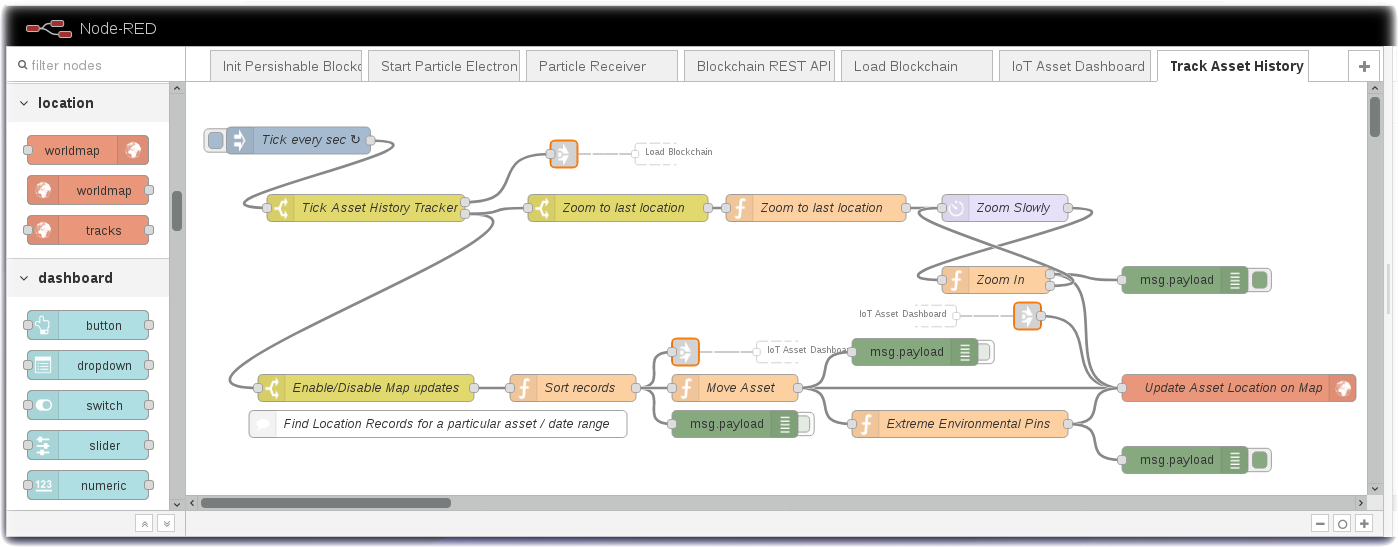 Node-RED
filter nodes
Init Persishable Blockc
Start Particle Electron
Particle Receiver
Blockchain REST API
Load Blockchain
IoT Asset Dashboard
Track Asset History
location
worldmap
worldmap
tracks
dashboard
button
dropdown
switch
slider
123
numeric
Tick every sec ↻
Load Blockchain
Tick Asset History Tracker
Zoom to last location
Zoom to last location
Zoom Slowly
Zoom In
msg.payload
IoT Asset Dashboard
IoT Asset Dashboar
msg.payload
Enable/Disable Map updates
Sort records
Move Asset
Update Asset Location on Map
Find Location Records for a particular asset / date range
msg.payload
Extreme Environmental Pins
msg.payload